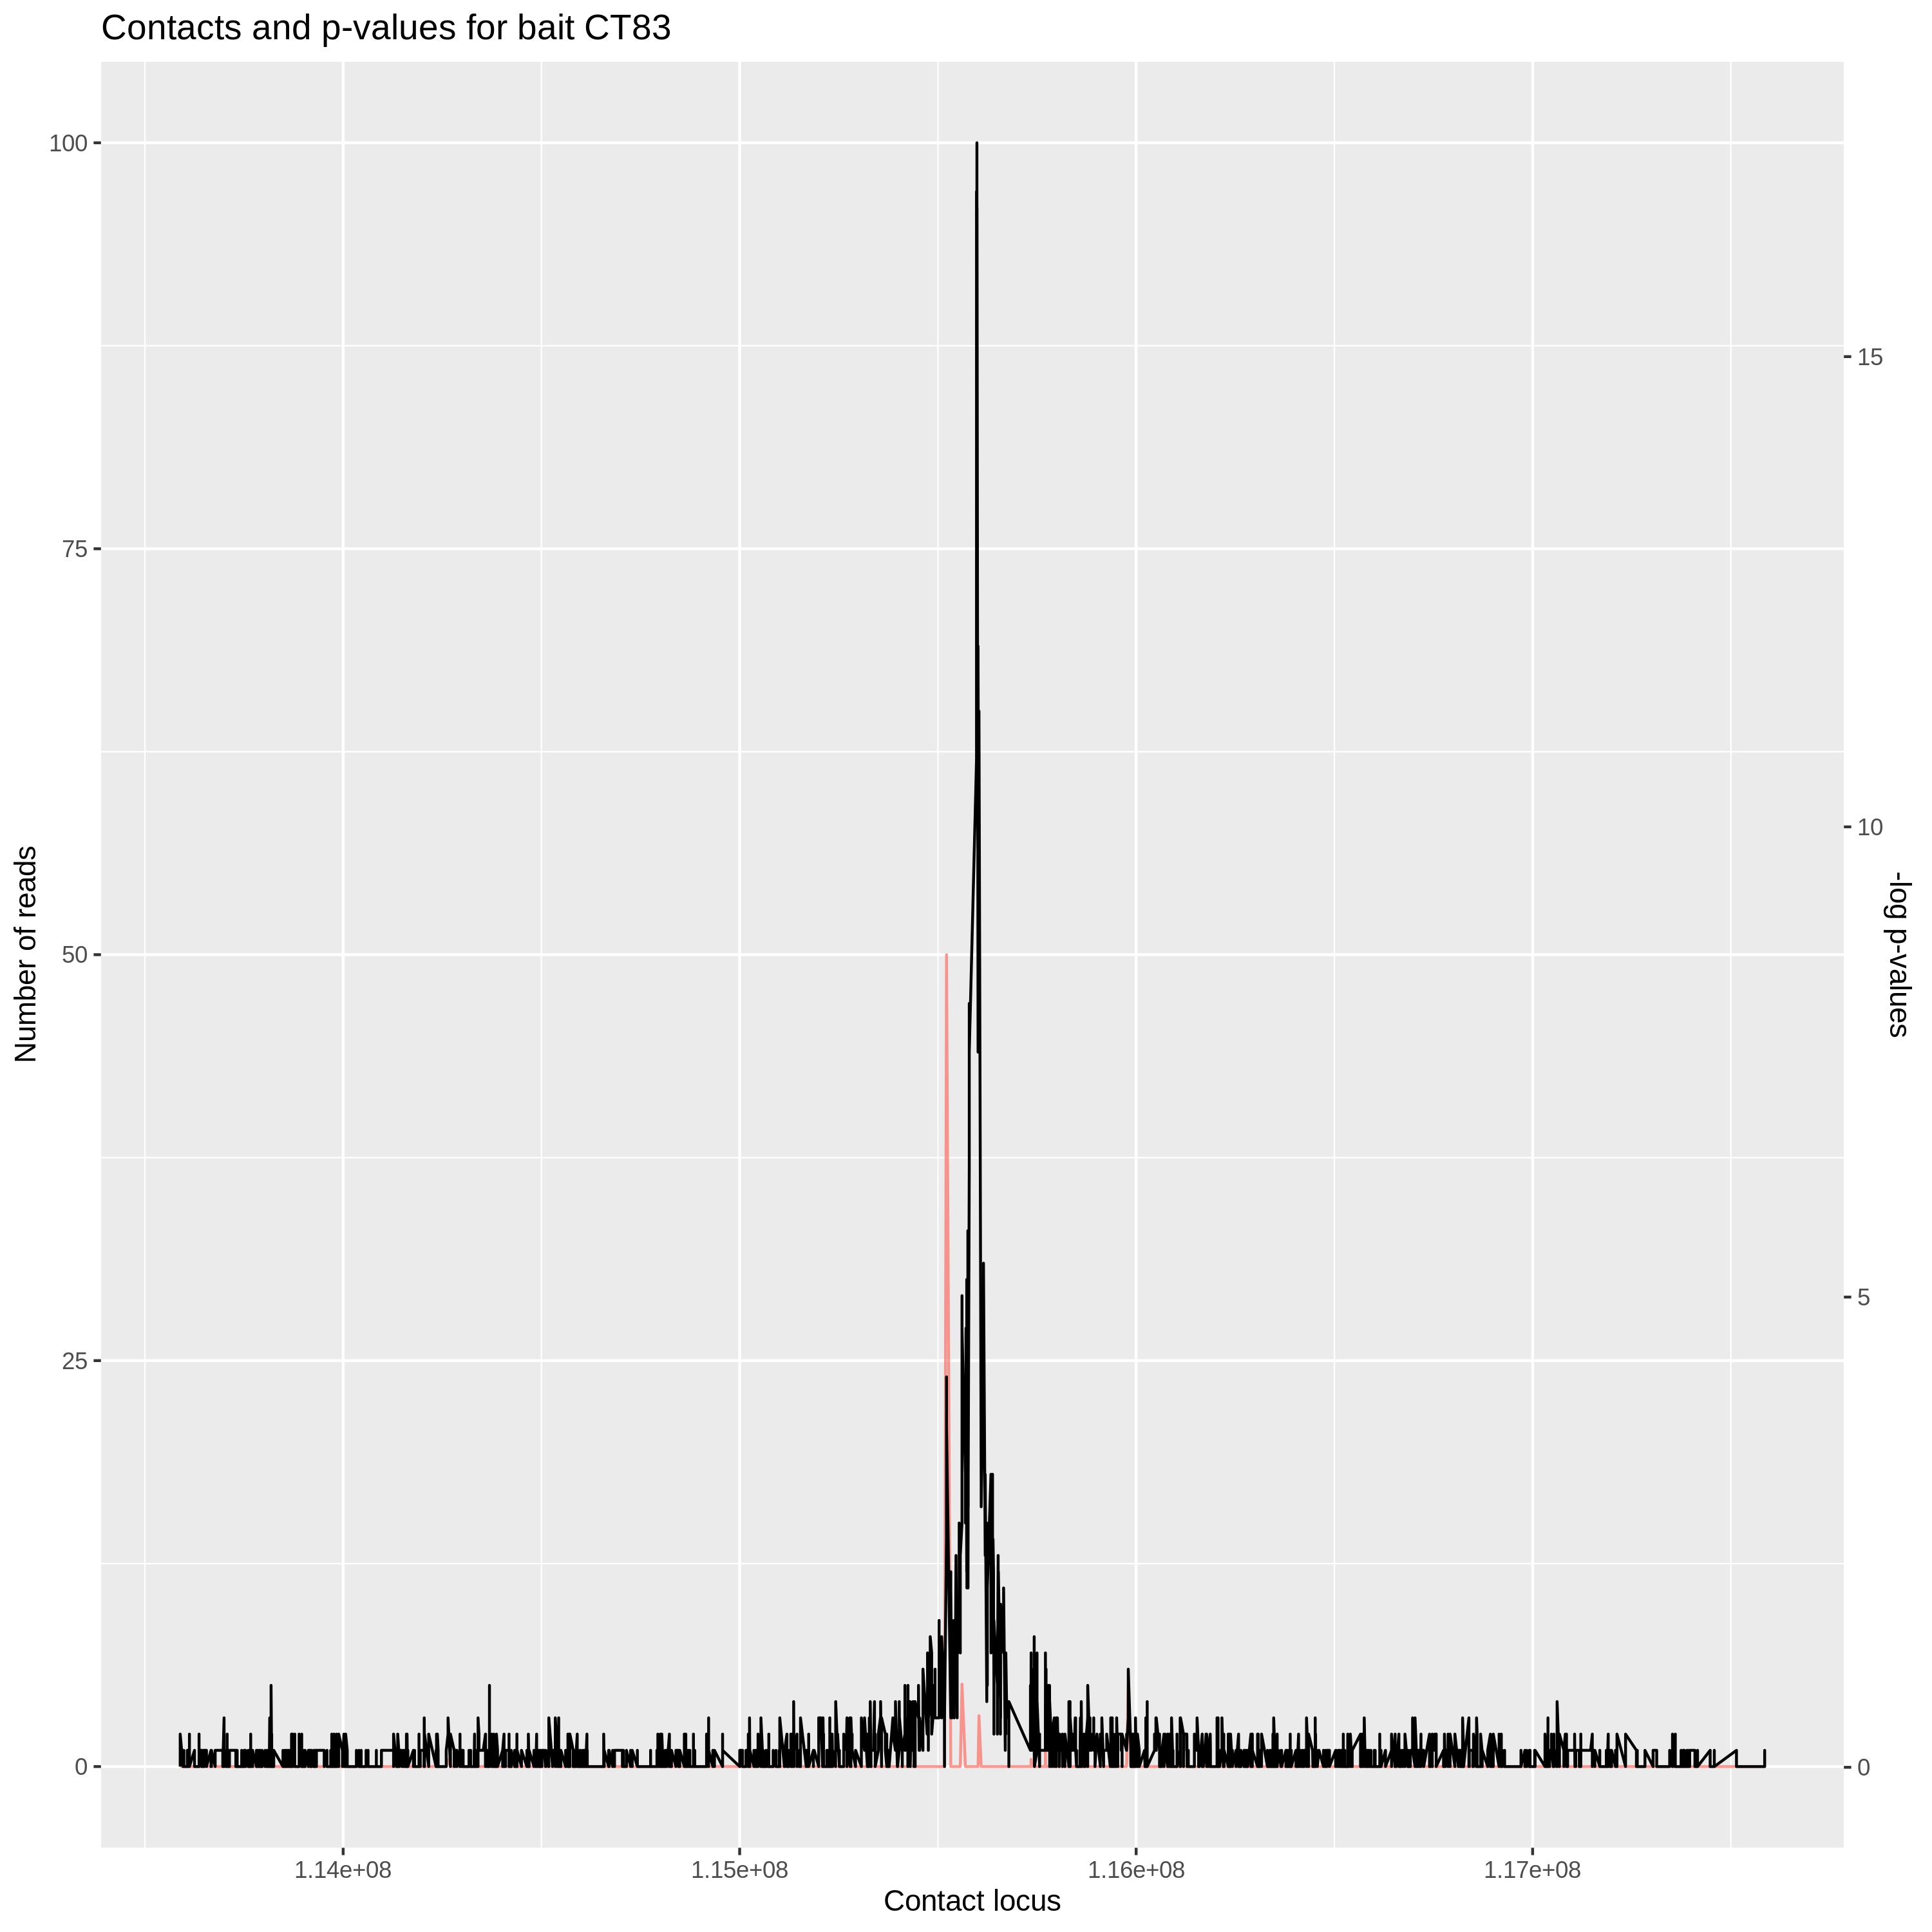 Contacts and p-values for bait CT83
100
75
50
25
0
Number of reads
15
10
5
0
-log p-values
1.14e+08
1.15e+08
1.16e+08
1.17e+08
Contact locus